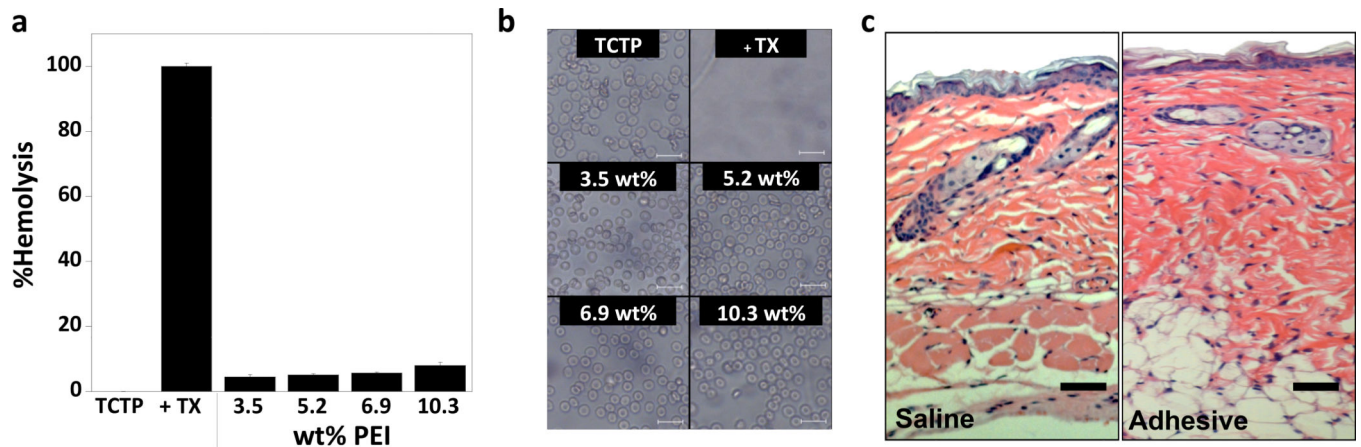 a
%Hemolysis
100
80
60
40
20
0
TCTP + TX 3.5 5.2 6.9 10.3
wt% PEI
b
TCTP + TX
3.5 wt% 5.2 wt%
6.9 wt% 10.3 wt%
c
Saline Adhesive